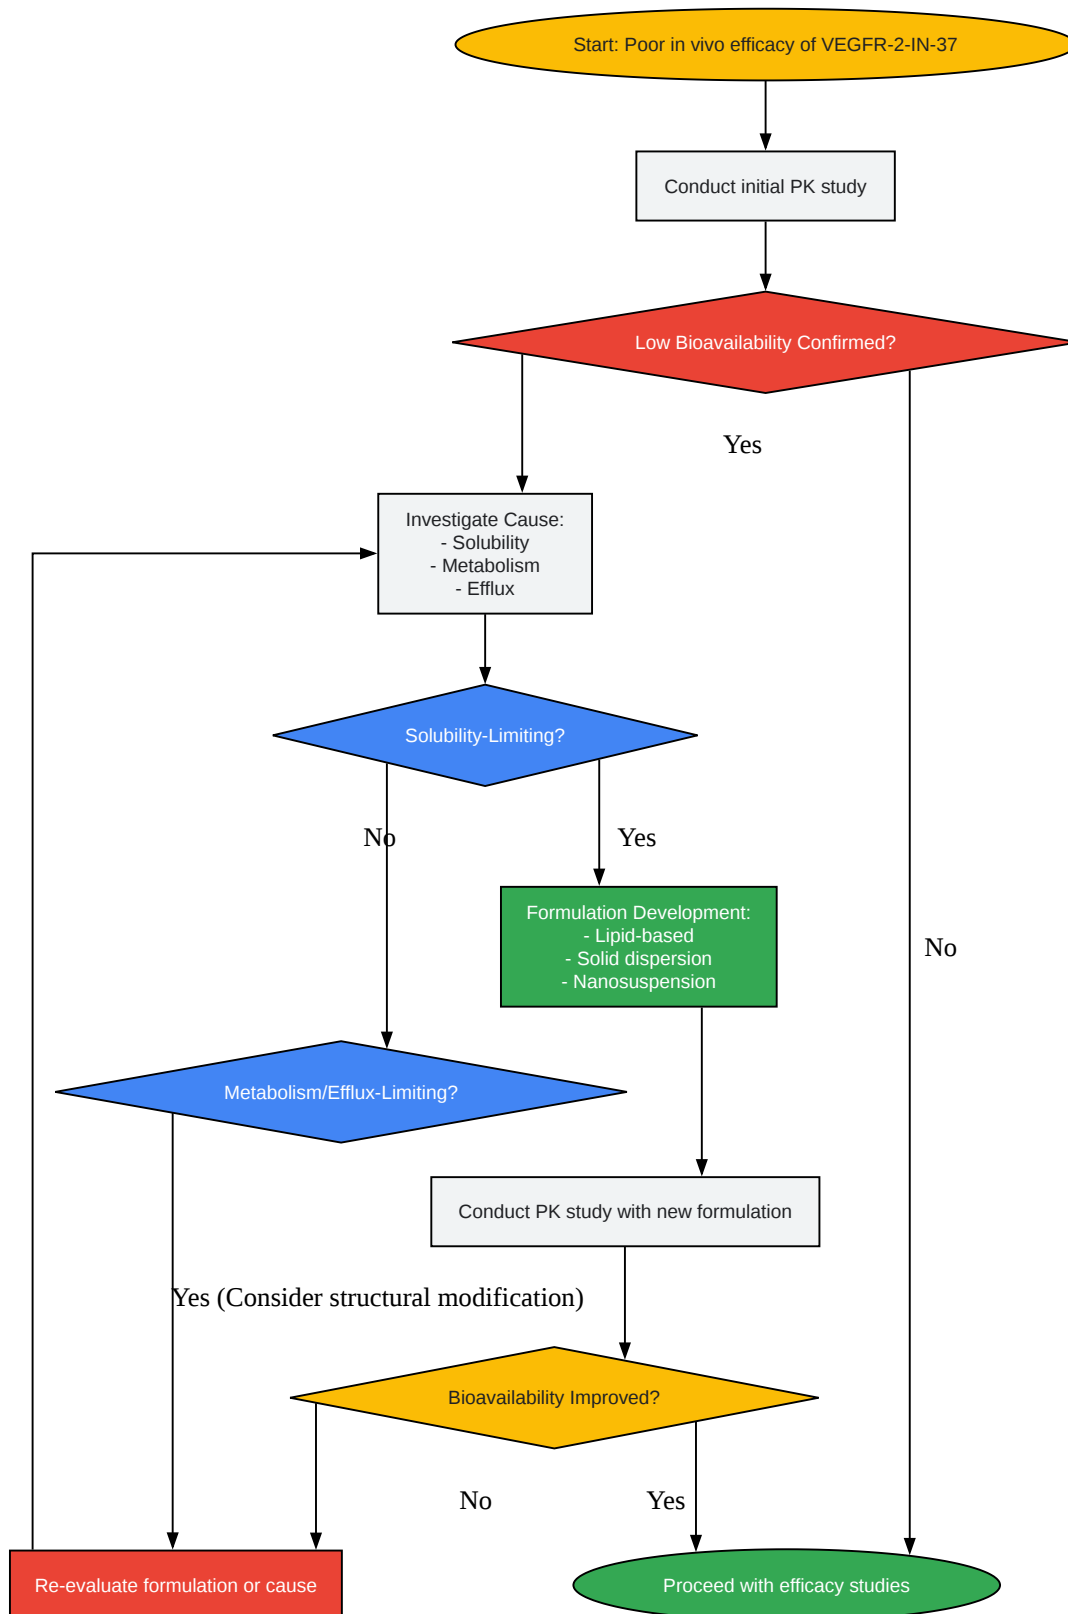 Start: Poor in vivo efficacy of VEGFR-2-IN-37
Conduct initial PK study
Low Bioavailability Confirmed?
Yes
Investigate Cause:
- Solubility
- Metabolism
- Efflux
Solubility-Limiting?
No
Yes
Formulation Development:
- Lipid-based
- Solid dispersion
- Nanosuspension
No
Metabolism/Efflux-Limiting?
Conduct PK study with new formulation
Yes (Consider structural modification)
Bioavailability Improved?
No
Yes
Re-evaluate formulation or cause
Proceed with efficacy studies